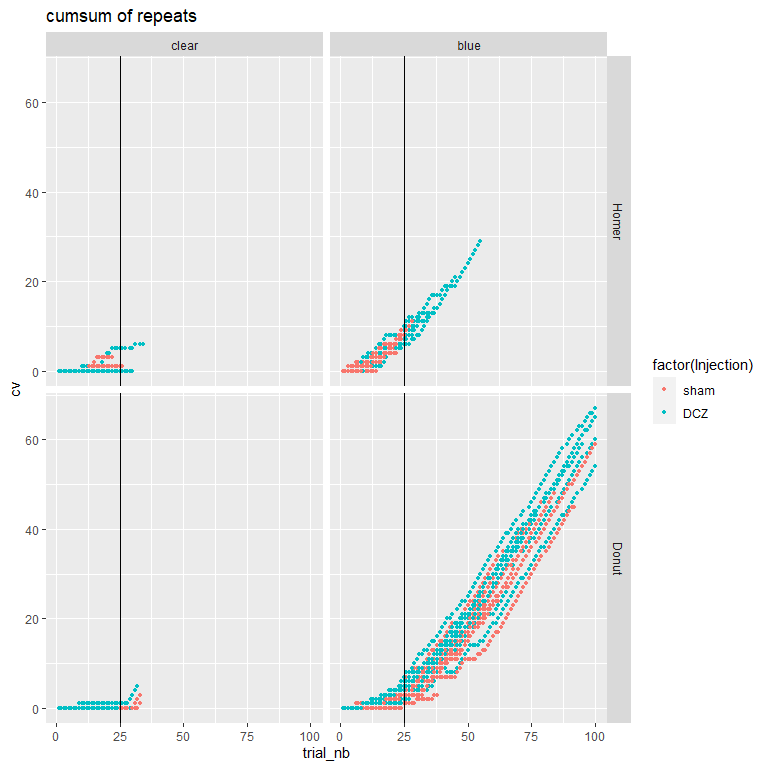 cumsum of repeats
clear
blue
60
40
20
0
Homer
60
40
20
0
Donut
cv
0
25
50
75
100
0
25
50
75
100
trial_nb
factor(Injection)
sham
DCZ